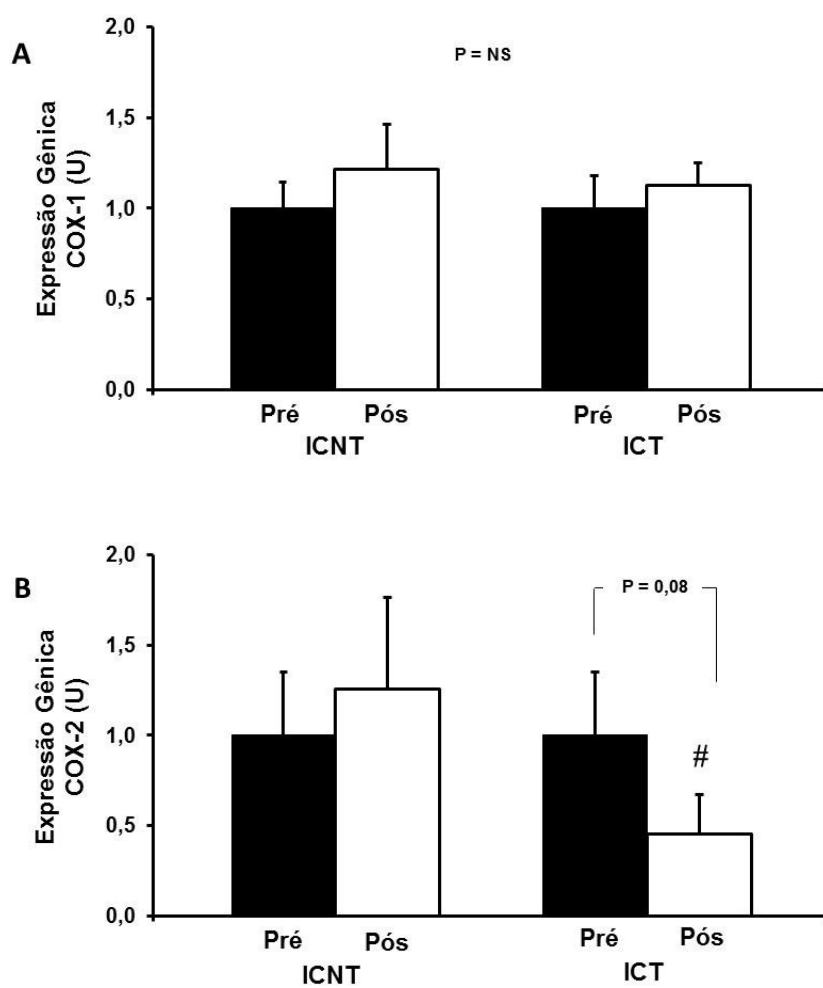 A
Expressão Gênica
COX-1 (U)
2,0
1,5
1,0
0,5
0,0
P = NS
Pré Pós Pré Pós
ICNT ICT
B
Expressão Gênica
COX-2 (U)
2,0
1,5
1,0
0,5
0,0
P = 0,08
#
Pré Pós Pré Pós
ICNT ICT